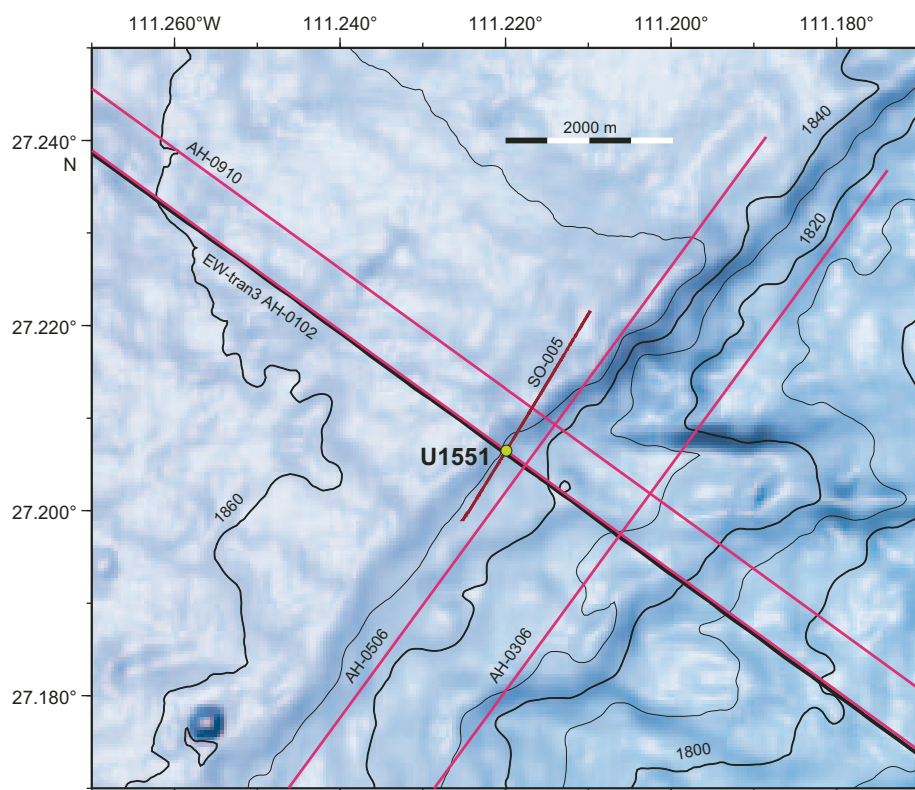 111.260°W
111.240°
111.220°
111.200°
111.180°
27.240°
N
27.220°
27.200°
27.180°
2000 m
1840
AH-0910
1820
EW-tran3 AH-0102
SO-005
U1551
1860
AH-0506
AH-0306
1800